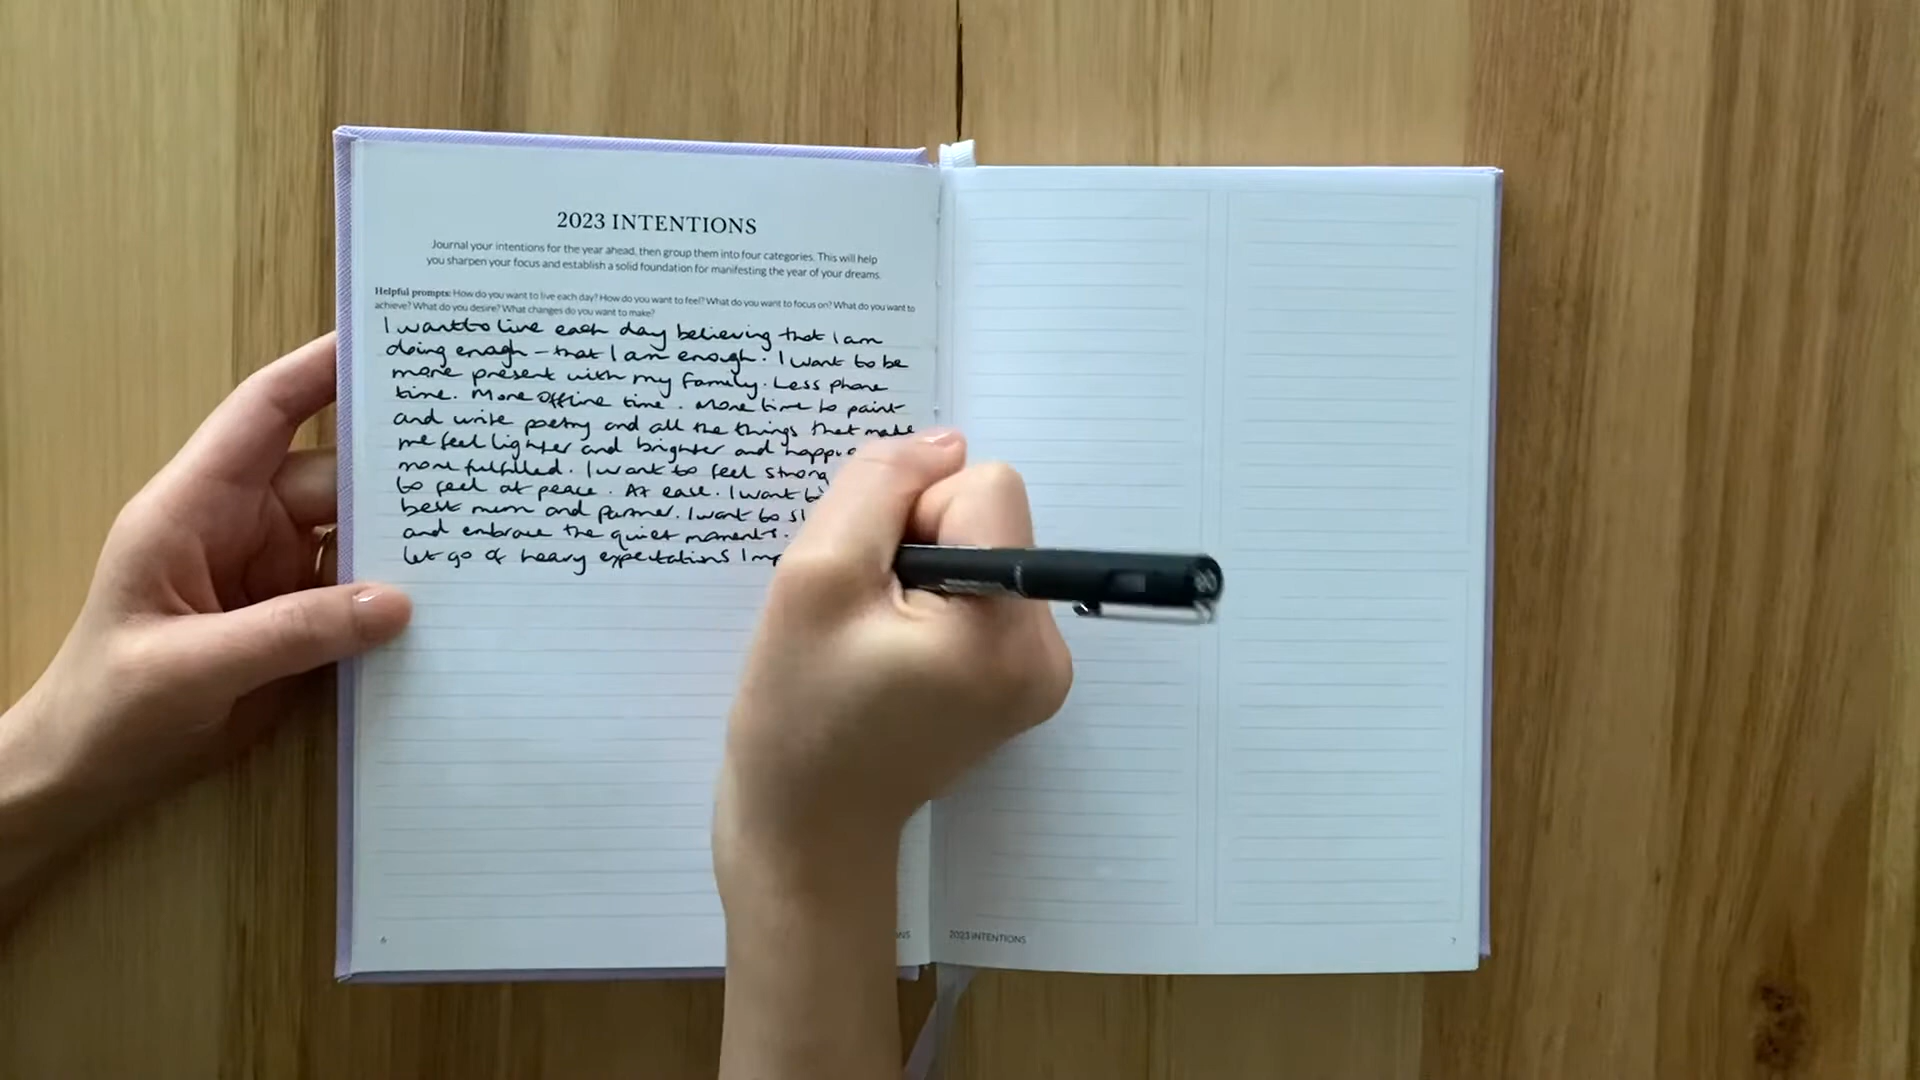 2023 INTENTIONS
Journal your intentions for the year ahead, then group them into four categories. This will help
you sharpen your focus and establish a solid foundation for manifesting the year of your dreams.
Helpful prompts: How do you want to live each day? How do you want to feel? What do you want to focus on? What do you want to
achieve? What do you desire? What changes do you want to make?
I want to live each day believing that I am
doing enough – that I am enough. I want to be
more present with my family. Less phone
time. More offline time. More time to paint
and write poetry and all the things that make
me feel lighter and brighter and
more fulfilled. I want to feel strong
to feel at peace. At ease. I want
best mum and partner. I want to
and embrace the quiet moments.
let go of heavy expectations I
6
2023 INTENTIONS
7